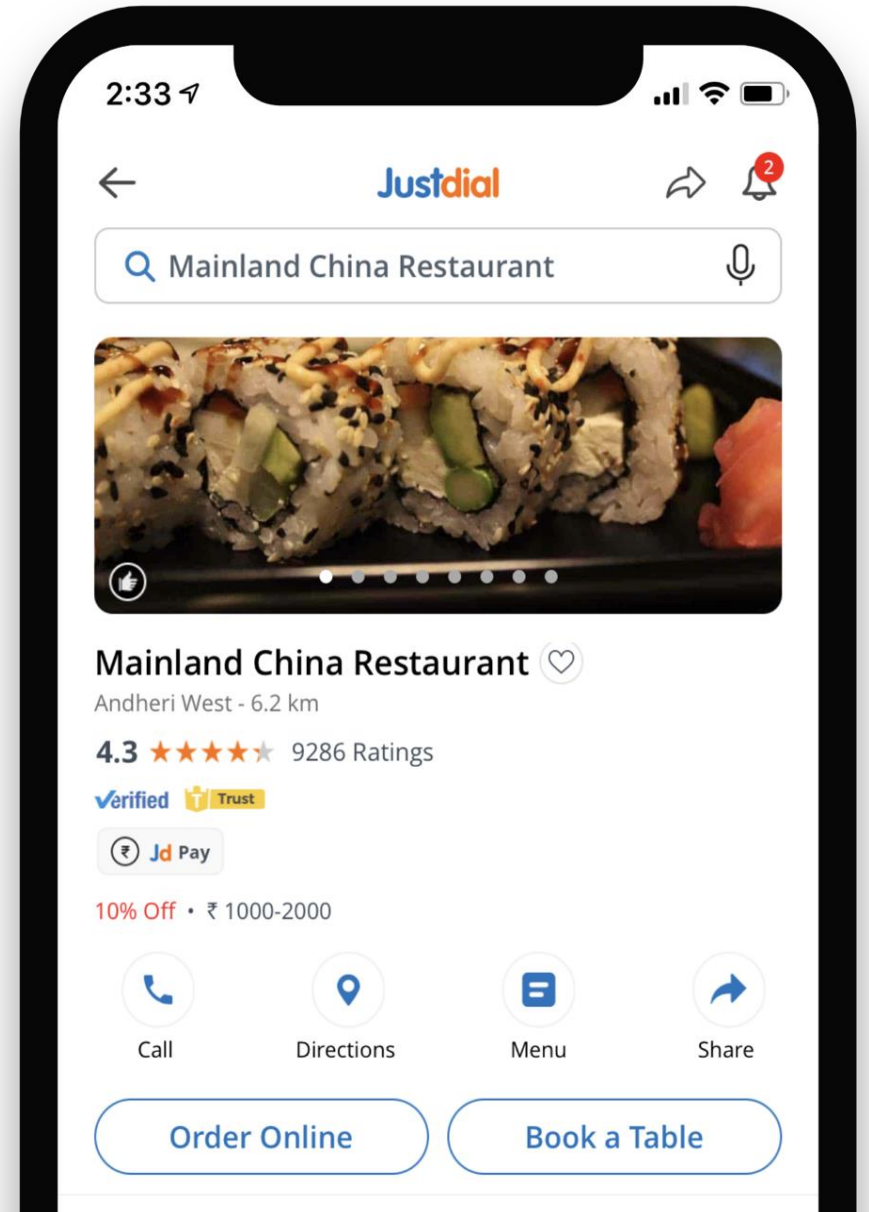 2:33
Justdial
2
Mainland China Restaurant
Mainland China Restaurant
Andheri West - 6.2 km
4.3 9286 Ratings
Verified T Trust
₹ Jd Pay
10% Off • ₹ 1000-2000
Call Directions Menu Share
Order Online Book a Table